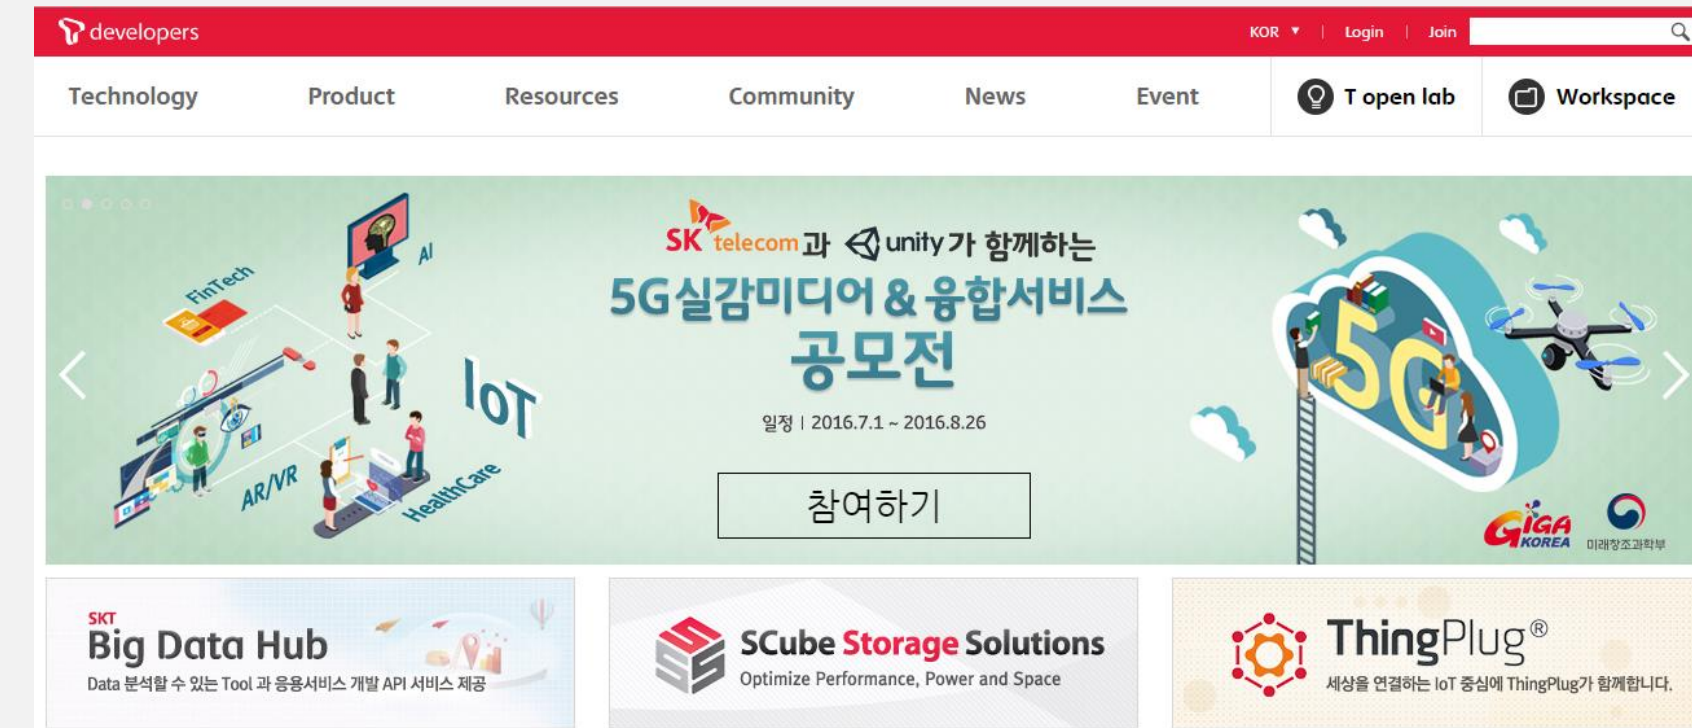 T developers
KOR ▼ | Login | Join
Technology Product Resources Community News Event T open lab Workspace
SK telecom과 unity가 함께하는
5G실감미디어 & 융합서비스
공모전
일정 | 2016.7.1 ~ 2016.8.26
참여하기
FinTech
AI
IoT
AR/VR
HealthCare
5G
GIGA
KOREA
미래창조과학부
SKT
Big Data Hub
Data 분석할 수 있는 Tool 과 응용서비스 개발 API 서비스 제공
SCube Storage Solutions
Optimize Performance, Power and Space
ThingPlug®
세상을 연결하는 IoT 중심에 ThingPlug가 함께합니다.